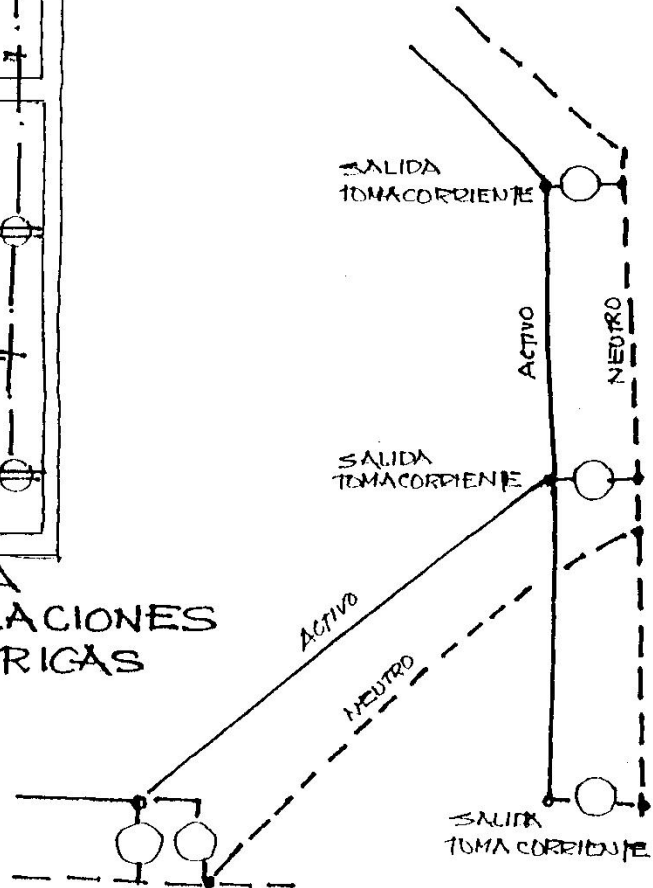 SALIDA
TOMACORRIENTE
ACTIVO
NEUTRO
SALIDA
TOMACORRIENTE
A
ACIONES
RICAS
ACTIVO
NEUTRO
SALIDA
TOMA CORRIENTE